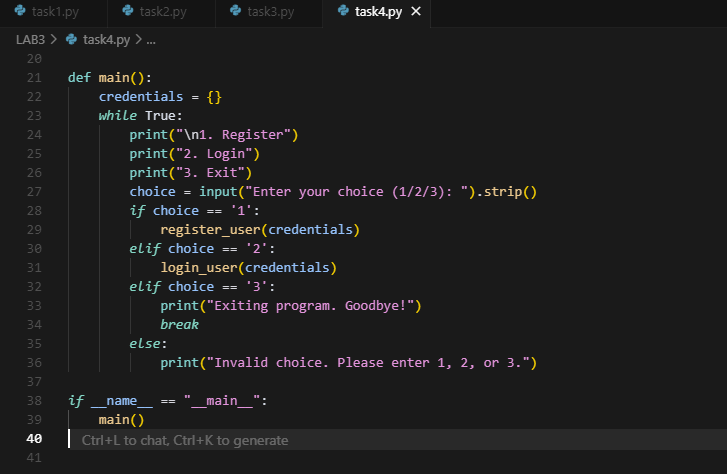 task1.py task2.py task3.py task4.py
LAB3 > task4.py > ...
20
21 def main():
22     credentials = {}
23     while True:
24         print("\n1. Register")
25         print("2. Login")
26         print("3. Exit")
27         choice = input("Enter your choice (1/2/3): ").strip()
28         if choice == '1':
29             register_user(credentials)
30         elif choice == '2':
31             login_user(credentials)
32         elif choice == '3':
33             print("Exiting program. Goodbye!")
34             break
35         else:
36             print("Invalid choice. Please enter 1, 2, or 3.")
37
38 if __name__ == "__main__":
39     main()
40 Ctrl+L to chat, Ctrl+K to generate
41